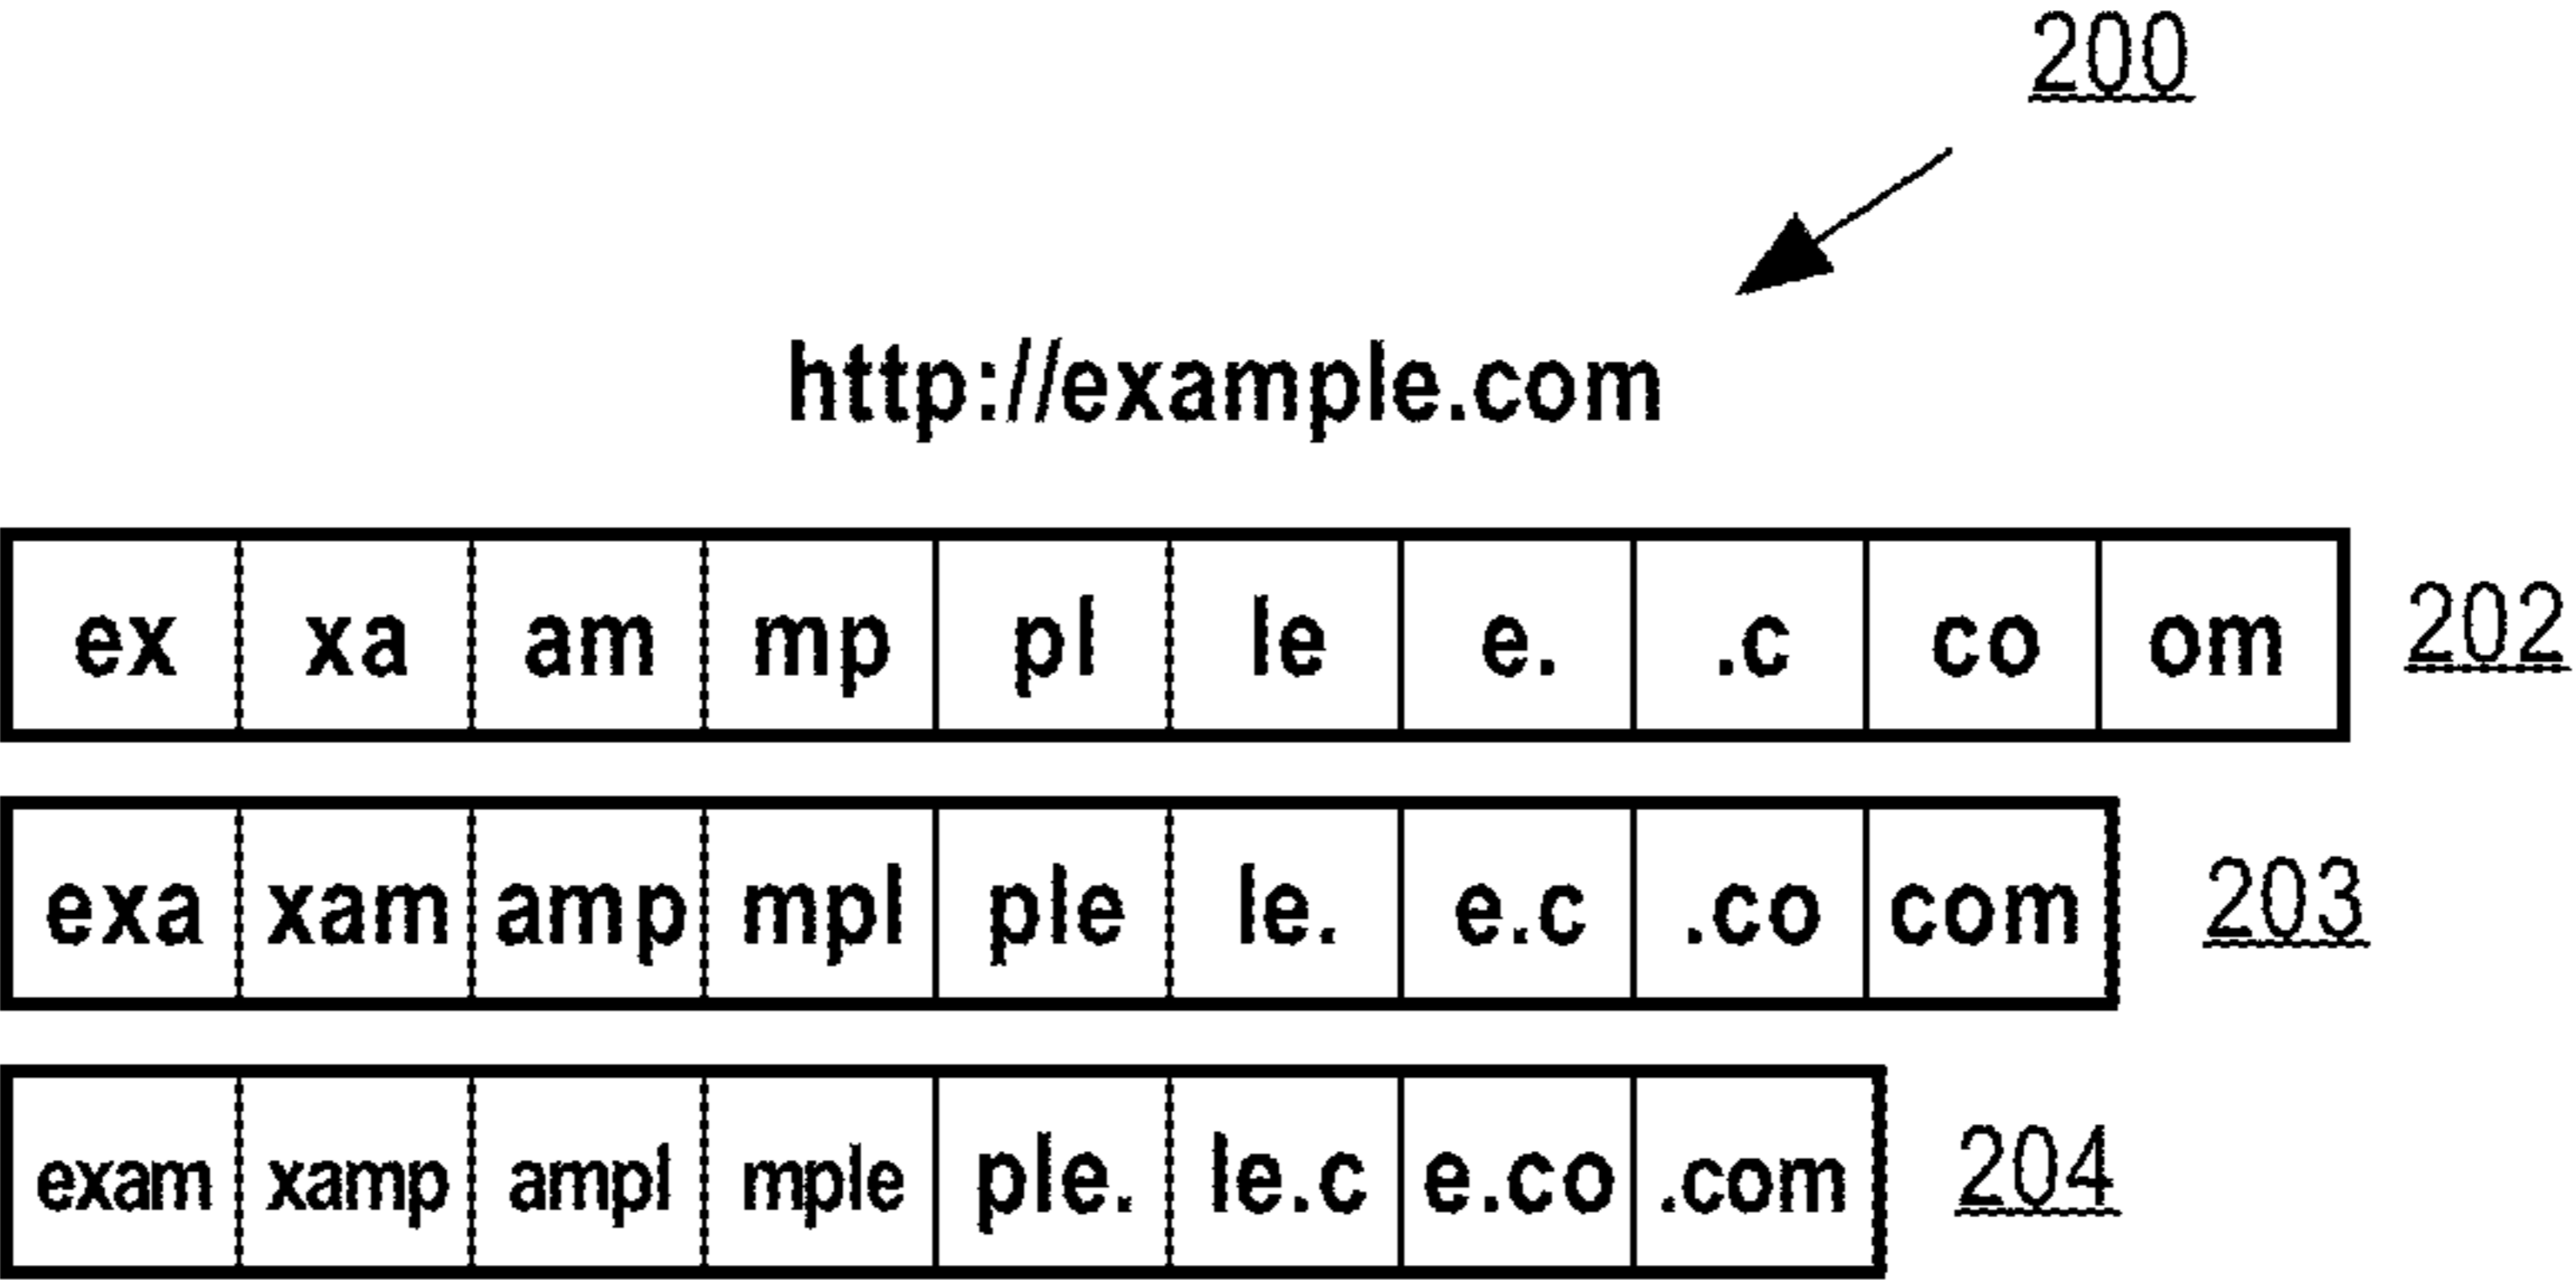 200
http://example.com
ex xa am mp pl le e. .c co om 202
exa xam amp mpl ple le. e.c .co com 203
exam xamp ampl mple ple. le.c e.co .com 204